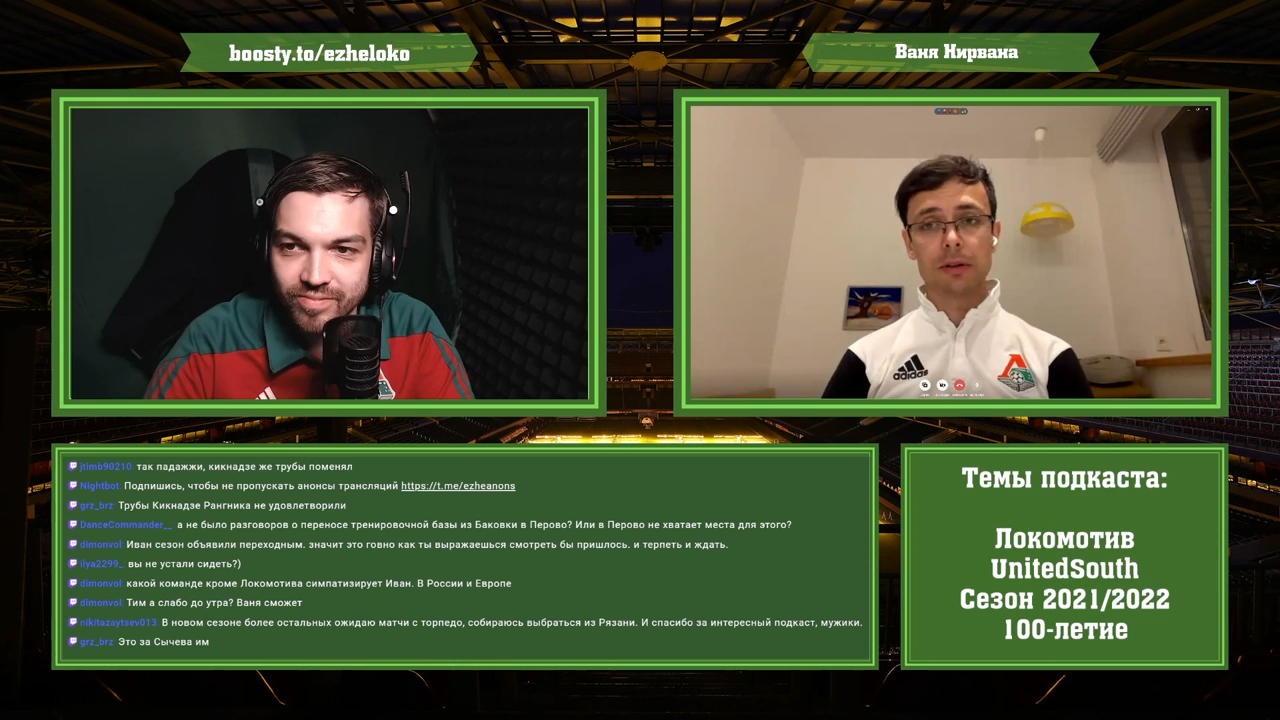 boosty.to/ezheloko
Ваня Нирвана
adidas
jtimb90210: так падажжи, кикнадзе же трубы поменял
Nightbot: Подпишись, чтобы не пропускать анонсы трансляций https://t.me/ezheanons
grz_brz: Трубы Кикнадзе Рангника не удовлетворили
DanceCommander__: а не было разговоров о переносе тренировочной базы из Баковки в Перово? Или в Перово не хватает места для этого?
dimonvol: Иван сезон объявили переходным. значит это говно как ты выражаешься смотреть бы пришлось. и терпеть и ждать.
ilya2299_: вы не устали сидеть?)
dimonvol: какой команде кроме Локомотива симпатизирует Иван. В России и Европе
dimonvol: Тим а слабо до утра? Ваня сможет
nikitazaytsev013: В новом сезоне более остальных ожидаю матчи с торпедо, собираюсь выбраться из Рязани. И спасибо за интересный подкаст, мужики.
grz_brz: Это за Сычева им
Темы подкаста:
Локомотив
UnitedSouth
Сезон 2021/2022
100-летие